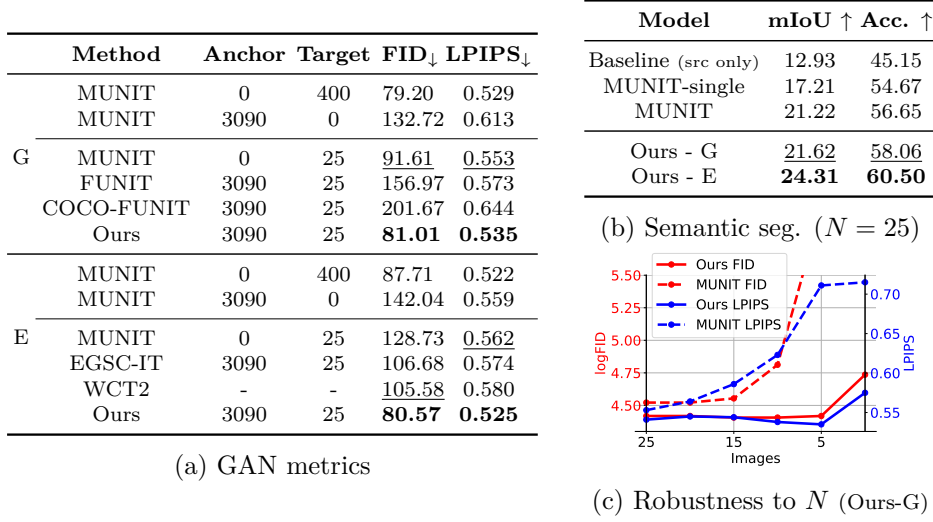 Method Anchor Target FID↓ LPIPS↓
MUNIT 0 400 79.20 0.529
MUNIT 3090 0 132.72 0.613
G MUNIT 0 25 91.61 0.553
FUNIT 3090 25 156.97 0.573
COCO-FUNIT 3090 25 201.67 0.644
Ours 3090 25 81.01 0.535
MUNIT 0 400 87.71 0.522
MUNIT 3090 0 142.04 0.559
E MUNIT 0 25 128.73 0.562
EGSC-IT 3090 25 106.68 0.574
WCT2 - - 105.58 0.580
Ours 3090 25 80.57 0.525
(a) GAN metrics
Model mIoU ↑ Acc. ↑
Baseline (src only) 12.93 45.15
MUNIT-single 17.21 54.67
MUNIT 21.22 56.65
Ours - G 21.62 58.06
Ours - E 24.31 60.50
(b) Semantic seg. (N = 25)
Ours FID
MUNIT FID
Ours LPIPS
MUNIT LPIPS
5.50
5.25
5.00
4.75
4.50
logFID
0.70
0.65
0.60
0.55
LPIPS
25 15 5
Images
(c) Robustness to N (Ours-G)